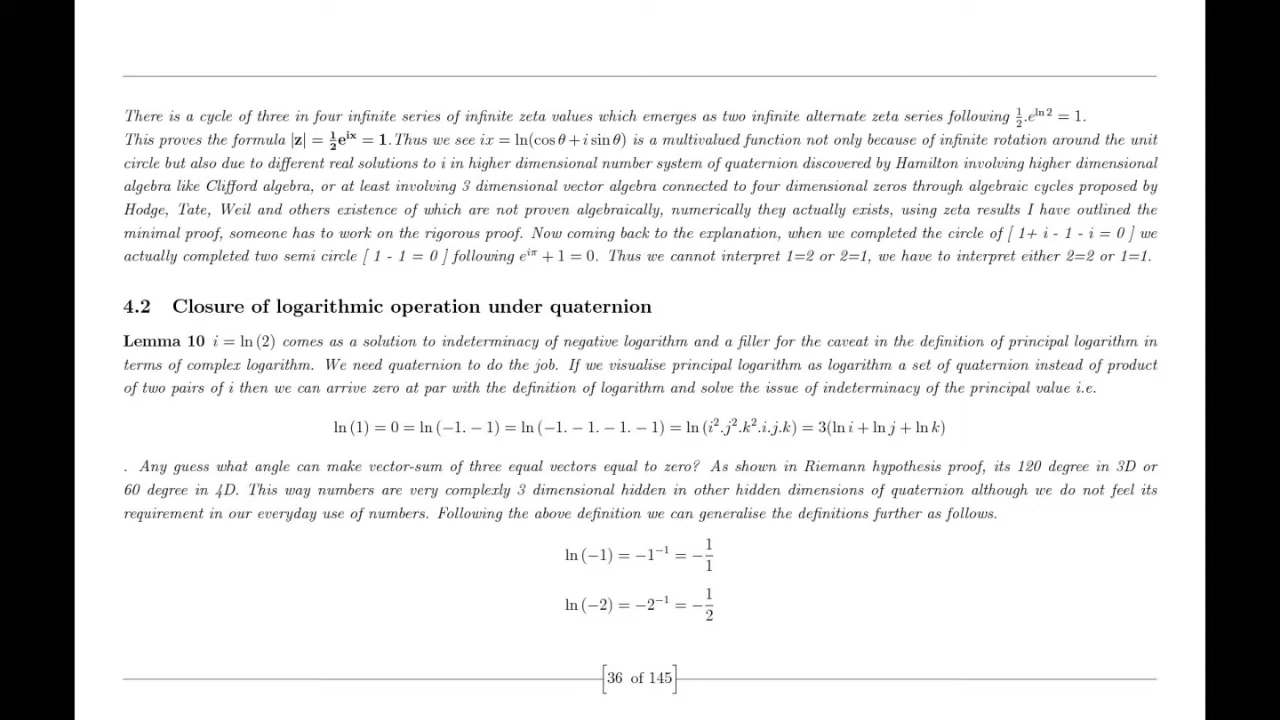 There is a cycle of three in four infinite series of infinite zeta values which emerges as two infinite alternate zeta series following 1/2.e^{ln 2} = 1.
This proves the formula |z| = 1/2e^{ix} = 1.Thus we see ix = ln(cos θ + i sin θ) is a multivalued function not only because of infinite rotation around the unit
circle but also due to different real solutions to i in higher dimensional number system of quaternion discovered by Hamilton involving higher dimensional
algebra like Clifford algebra, or at least involving 3 dimensional vector algebra connected to four dimensional zeros through algebraic cycles proposed by
Hodge, Tate, Weil and others existence of which are not proven algebraically, numerically they actually exists, using zeta results I have outlined the
minimal proof, someone has to work on the rigorous proof. Now coming back to the explanation, when we completed the circle of [ 1+ i - 1 - i = 0 ] we
actually completed two semi circle [ 1 - 1 = 0 ] following e^{iπ} + 1 = 0. Thus we cannot interpret 1=2 or 2=1, we have to interpret either 2=2 or 1=1.
4.2 Closure of logarithmic operation under quaternion
Lemma 10 i = ln (2) comes as a solution to indeterminacy of negative logarithm and a filler for the caveat in the definition of principal logarithm in
terms of complex logarithm. We need quaternion to do the job. If we visualise principal logarithm as logarithm a set of quaternion instead of product
of two pairs of i then we can arrive zero at par with the definition of logarithm and solve the issue of indeterminacy of the principal value i.e.
ln (1) = 0 = ln (−1. − 1) = ln (−1. − 1. − 1. − 1) = ln (i².j².k².i.j.k) = 3(ln i + ln j + ln k)
. Any guess what angle can make vector-sum of three equal vectors equal to zero? As shown in Riemann hypothesis proof, its 120 degree in 3D or
60 degree in 4D. This way numbers are very complexly 3 dimensional hidden in other hidden dimensions of quaternion although we do not feel its
requirement in our everyday use of numbers. Following the above definition we can generalise the definitions further as follows.
ln (−1) = −1⁻¹ = −1/1
ln (−2) = −2⁻¹ = −1/2
[36 of 145]